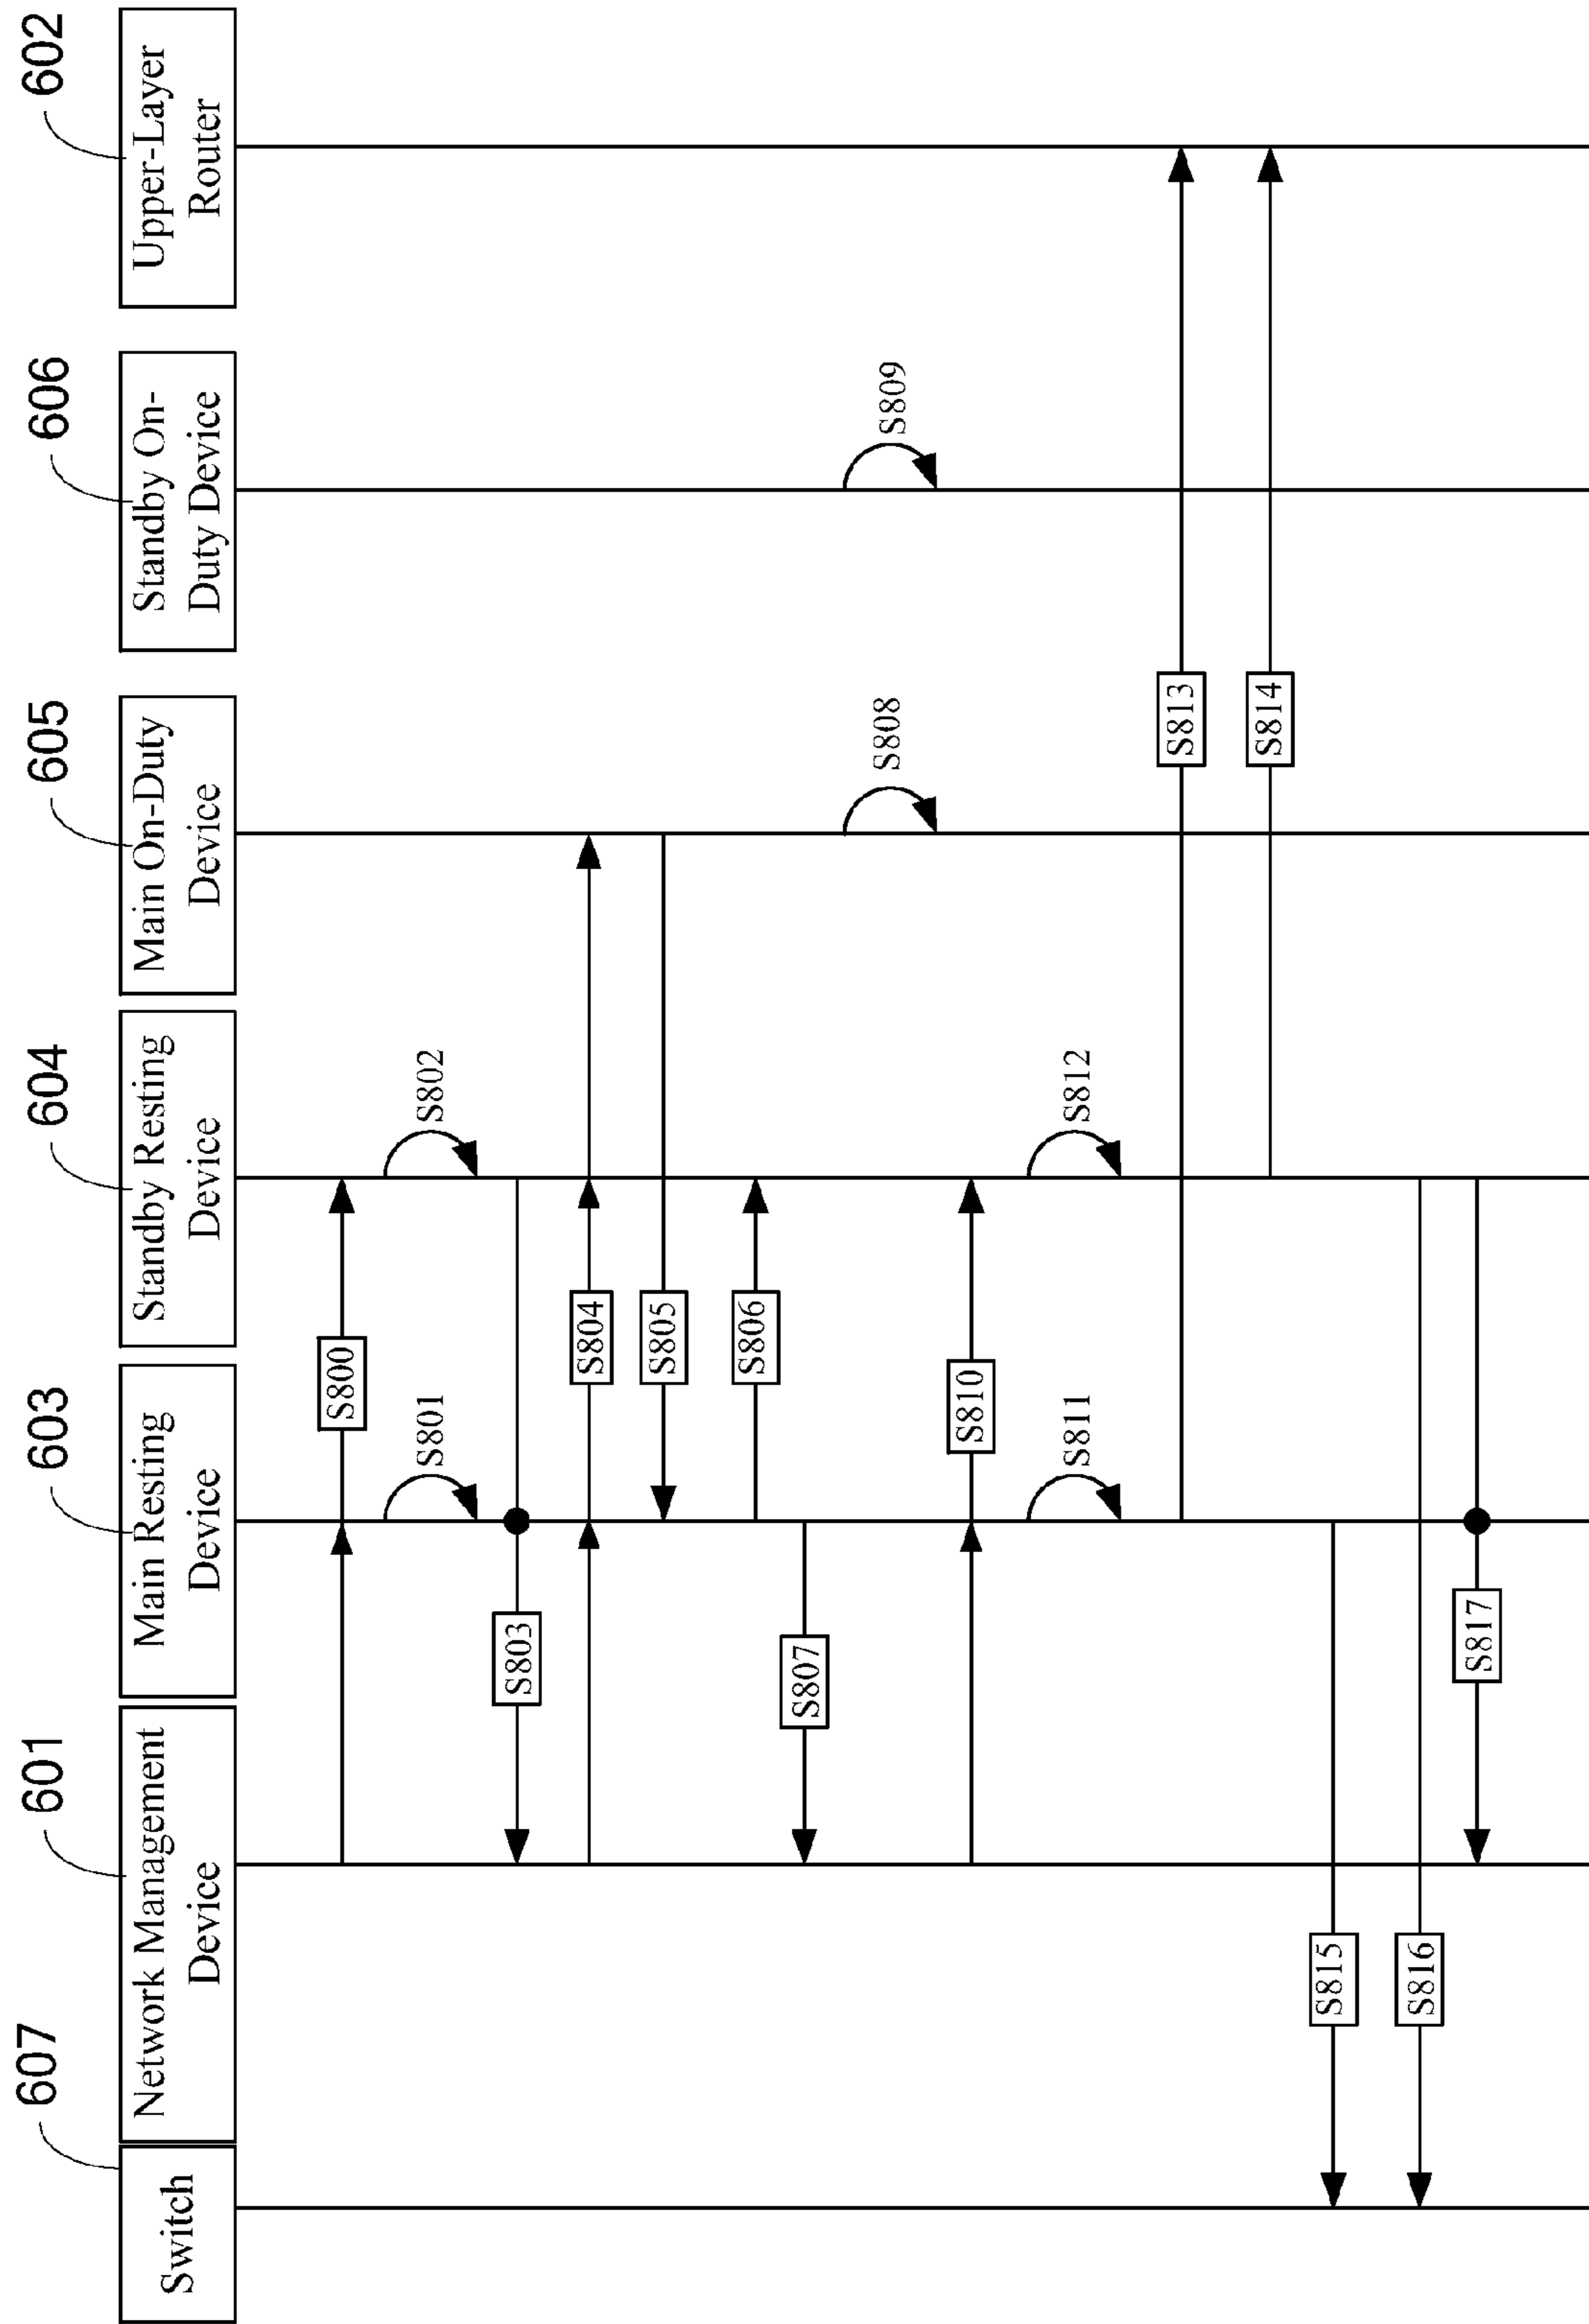 607
601
603
604
605
606
602
Switch
Network Management
Device
Main Resting
Device
Standby Resting
Device
Main On-Duty
Device
Standby On-
Duty Device
Upper-Layer
Router
S800
S801
S802
S803
S804
S805
S806
S807
S808
S809
S810
S811
S812
S813
S814
S815
S816
S817